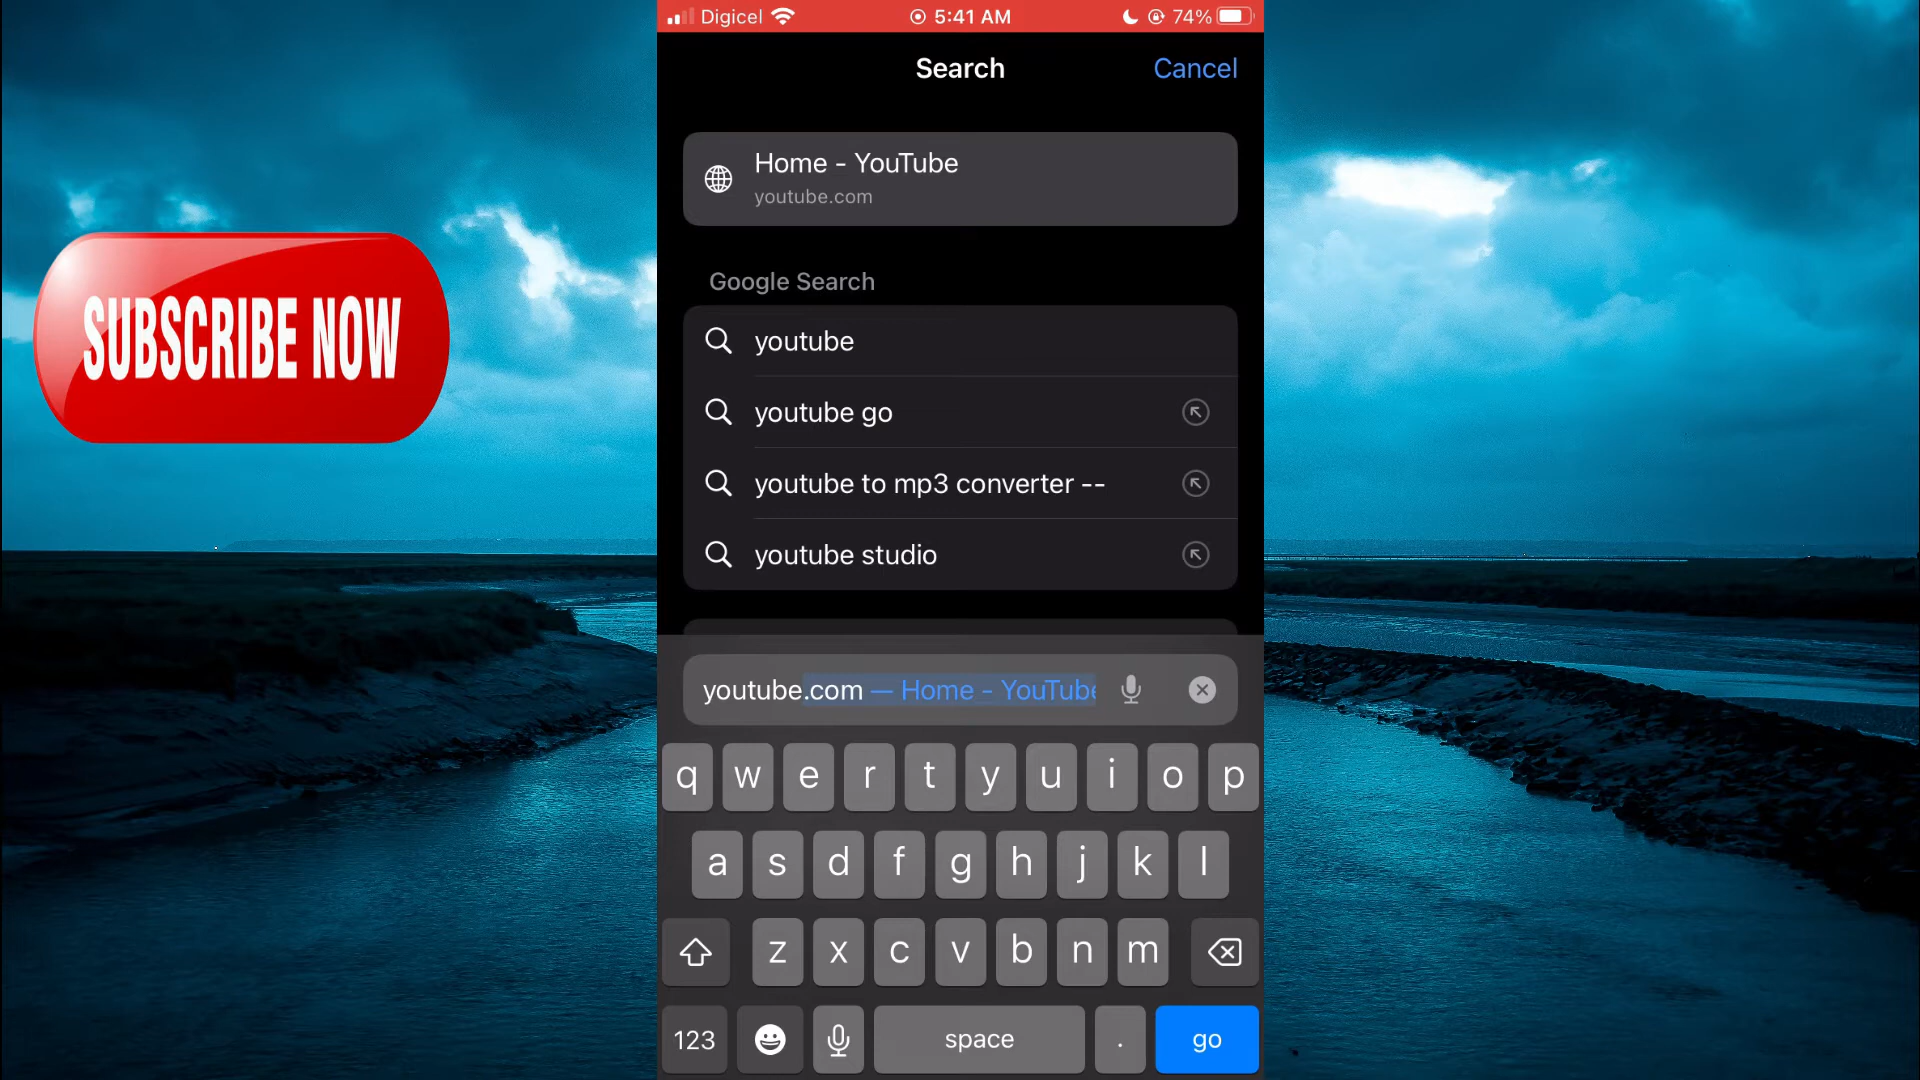 Digicel 5:41 AM 74%
Search Cancel
Home - YouTube
youtube.com
SUBSCRIBE NOW
Google Search
youtube
youtube go
youtube to mp3 converter --
youtube studio
youtube.com — Home - YouTube
q w e r t y u i o p
a s d f g h j k l
z x c v b n m
123 space . go